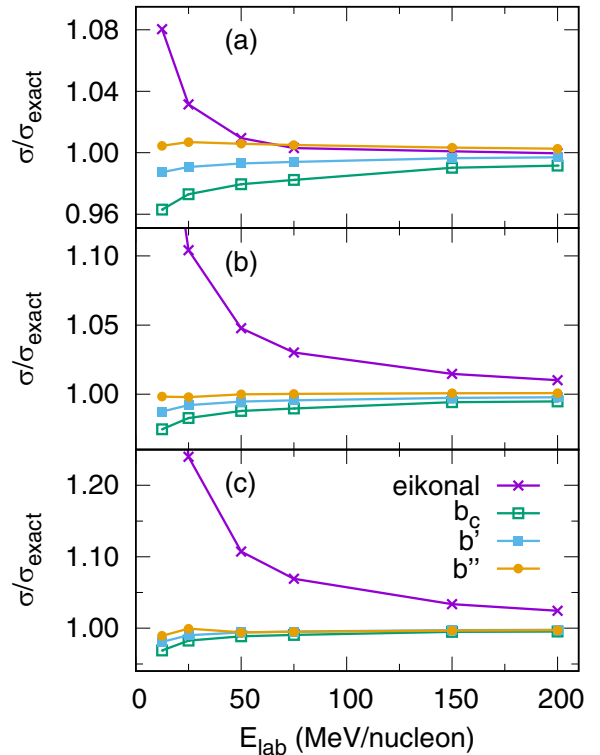 1.08
(a)
1.04
σ/σexact
1.00
0.96
1.10
(b)
1.05
σ/σexact
1.00
1.20
(c)
eikonal
bc
b'
b''
1.10
σ/σexact
1.00
0 50 100 150 200
Elab (MeV/nucleon)